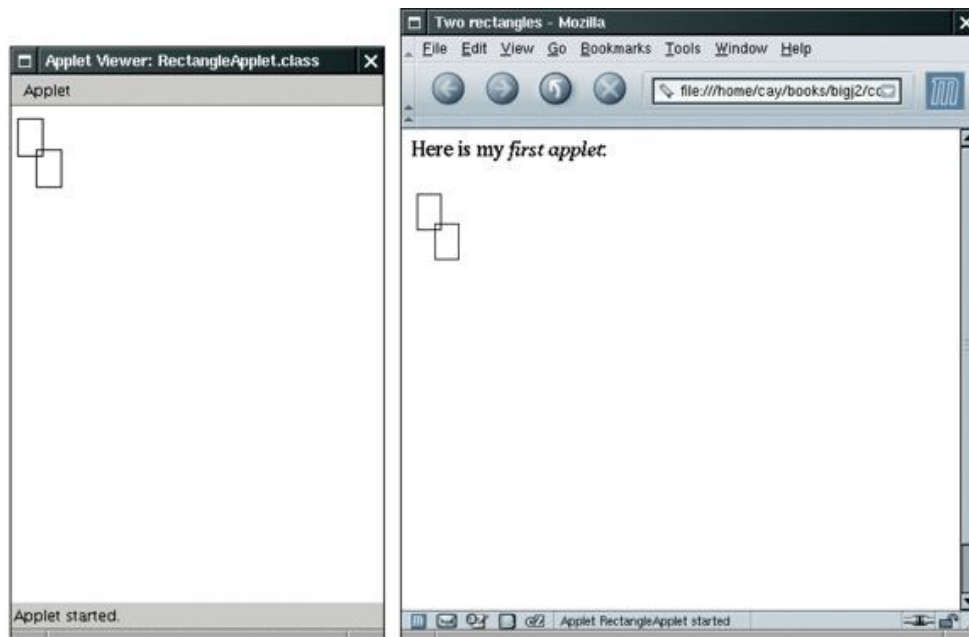 Applet Viewer: RectangleApplet.class
Applet
Applet started.
Two rectangles - Mozilla
File Edit View Go Bookmarks Tools Window Help
file:///home/cay/books/bigj2/cc
Here is my first applet:
Applet RectangleApplet started